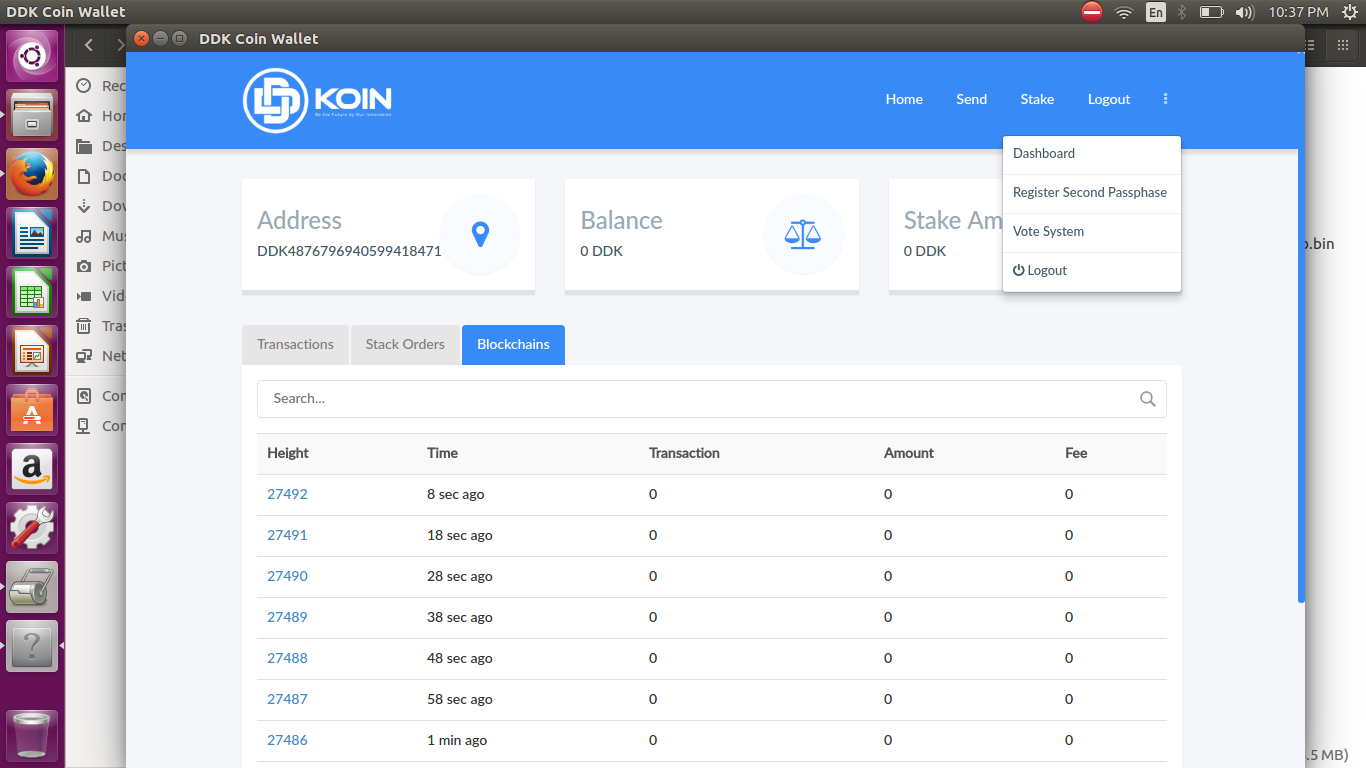 DDK Coin Wallet
En
10:37 PM
DDK Coin Wallet
DDK KOIN
Be the Future by Our Innovation
Home Send Stake Logout
Dashboard
Register Second Passphase
Vote System
Logout
Address
DDK4876796940599418471
Balance
0 DDK
Stake Am
0 DDK
Transactions Stack Orders Blockchains
Search...
Height Time Transaction Amount Fee
27492 8 sec ago 0 0 0
27491 18 sec ago 0 0 0
27490 28 sec ago 0 0 0
27489 38 sec ago 0 0 0
27488 48 sec ago 0 0 0
27487 58 sec ago 0 0 0
27486 1 min ago 0 0 0
Rec
Hor
Des
Doc
Dow
Mus
Pict
Vid
Tras
Net
Con
Con
.bin
.5 MB)